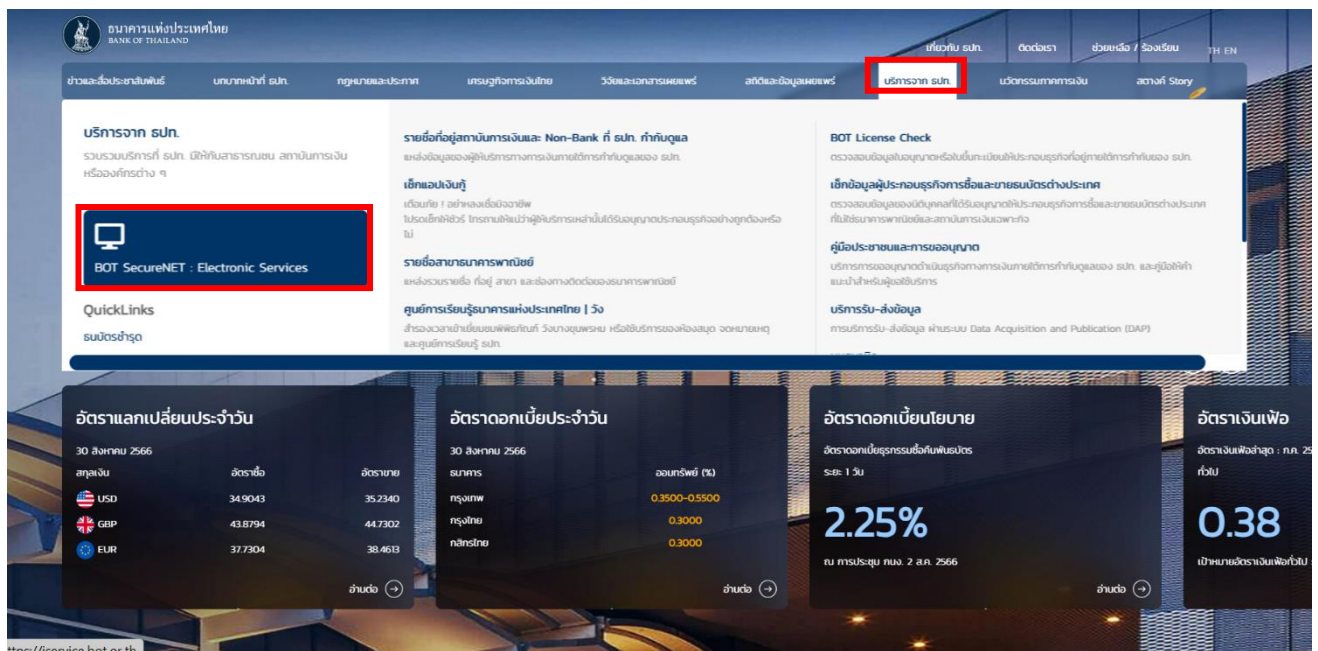 ธนาคารแห่งประเทศไทย
BANK OF THAILAND
เกี่ยวกับ ธปท. ติดต่อเรา ช่วยเหลือ / ร้องเรียน TH EN
ข่าวและสื่อประชาสัมพันธ์ บทบาทหน้าที่ ธปท. กฎหมายและประกาศ เศรษฐกิจการเงินไทย วิจัยและเอกสารเผยแพร่ สถิติและข้อมูลเผยแพร่ บริการจาก ธปท. นวัตกรรมภาคการเงิน สตางค์ Story
บริการจาก ธปท.
รวบรวมบริการที่ ธปท. มีให้กับสาธารณชน สถาบันการเงิน
หรือองค์กรต่าง ๆ
BOT SecureNET : Electronic Services
QuickLinks
ธนบัตรชำรุด
รายชื่อที่อยู่สถาบันการเงินและ Non-Bank ที่ ธปท. กำกับดูแล
แหล่งข้อมูลของผู้ให้บริการทางการเงินภายใต้การกำกับดูแลของ ธปท.
เช็กแอปเงินกู้
เตือนภัย ! อย่าหลงเชื่อมิจฉาชีพ
โปรดเช็กให้ชัวร์ ใครถามให้แน่ว่าผู้ให้บริการเหล่านั้นได้รับอนุญาตประกอบธุรกิจอย่างถูกต้องหรือ
ไม่
รายชื่อสาขาธนาคารพาณิชย์
แหล่งรวบรายชื่อ ที่อยู่ สาขา และช่องทางติดต่อของธนาคารพาณิชย์
ศูนย์การเรียนรู้ธนาคารแห่งประเทศไทย | วัง
สำรองเวลาเข้าเยี่ยมชมพิพิธภัณฑ์ วังบางขุนพรหม หรือใช้บริการของห้องสมุด จดหมายเหตุ
และศูนย์การเรียนรู้ ธปท.
BOT License Check
ตรวจสอบข้อมูลใบอนุญาตหรือใบขึ้นทะเบียนให้ประกอบธุรกิจที่อยู่ภายใต้การกำกับของ ธปท.
เช็กข้อมูลผู้ประกอบธุรกิจการซื้อและขายธนบัตรต่างประเทศ
ตรวจสอบข้อมูลของนิติบุคคลที่ได้รับอนุญาตให้ประกอบธุรกิจการซื้อและขายธนบัตรต่างประเทศ
ที่ไม่ใช่ธนาคารพาณิชย์และสถาบันการเงินเฉพาะกิจ
คู่มือประชาชนและการขออนุญาต
บริการการขออนุญาตดำเนินธุรกิจทางการเงินภายใต้การกำกับดูแลของ ธปท. และคู่มือให้คำ
แนะนำสำหรับผู้ขอใช้บริการ
บริการรับ-ส่งข้อมูล
การบริการรับ-ส่งข้อมูล ผ่านระบบ Data Acquisition and Publication (DAP)
อัตราแลกเปลี่ยนประจำวัน
30 สิงหาคม 2566
สกุลเงิน อัตราซื้อ อัตราขาย
USD 34.9043 35.2340
GBP 43.8794 44.7302
EUR 37.7304 38.4613
อ่านต่อ
อัตราดอกเบี้ยประจำวัน
30 สิงหาคม 2566
ธนาคาร ออมทรัพย์ (%)
กรุงเทพ 0.3500-0.5500
กรุงไทย 0.3000
กสิกรไทย 0.3000
อ่านต่อ
อัตราดอกเบี้ยนโยบาย
อัตราดอกเบี้ยธุรกรรมซื้อคืนพันธบัตร
ระยะ 1 วัน
2.25%
ณ การประชุม กนง. 2 ส.ค. 2566
อ่านต่อ
อัตราเงินเฟ้อ
อัตราเงินเฟ้อล่าสุด : ก.ค. 25
ทั่วไป
0.38
เป้าหมายอัตราเงินเฟ้อทั่วไป :